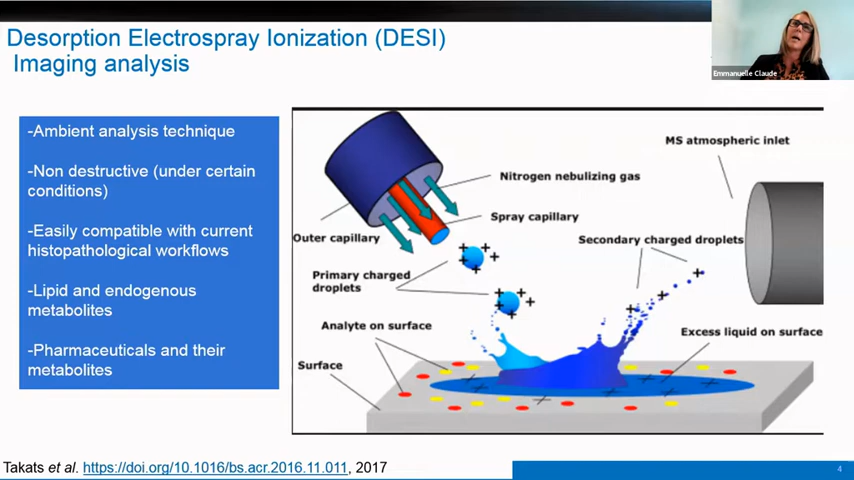 Desorption Electrospray Ionization (DESI)
Imaging analysis
Emmanuelle Claude
-Ambient analysis technique
-Non destructive (under certain
conditions)
-Easily compatible with current
histopathological workflows
-Lipid and endogenous
metabolites
-Pharmaceuticals and their
metabolites
MS atmospheric inlet
Nitrogen nebulizing gas
Spray capillary
Outer capillary
Secondary charged droplets
Primary charged
droplets
Analyte on surface
Excess liquid on surface
Surface
Takats et al. https://doi.org/10.1016/bs.acr.2016.11.011, 2017
4